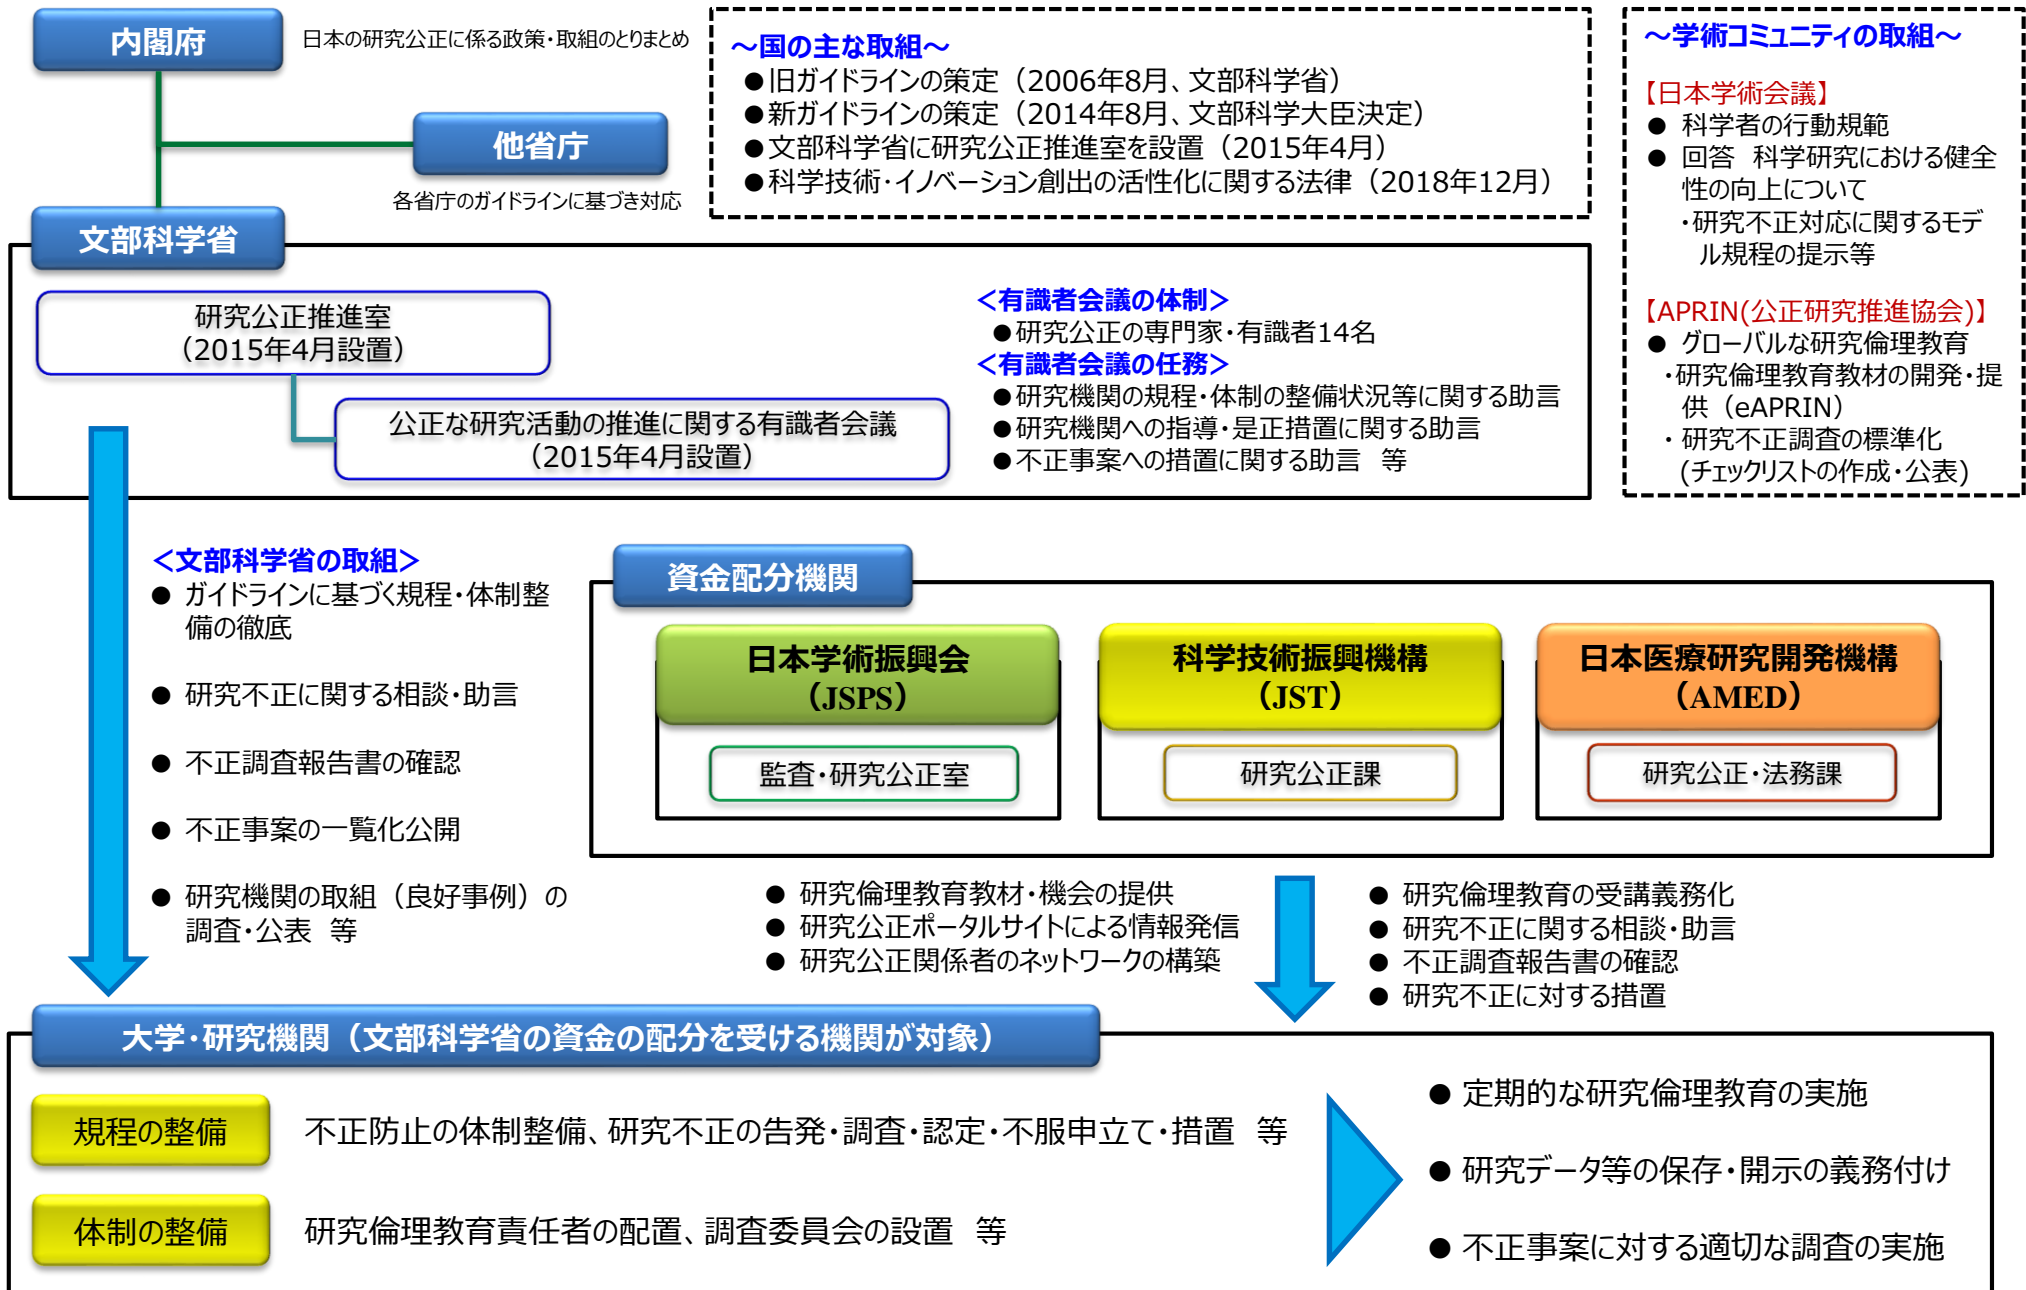 内閣府
日本の研究公正に係る政策・取組のとりまとめ
他省庁
各省庁のガイドラインに基づき対応
～国の主な取組～
●旧ガイドラインの策定（2006年8月、文部科学省）
●新ガイドラインの策定（2014年8月、文部科学大臣決定）
●文部科学省に研究公正推進室を設置（2015年4月）
●科学技術・イノベーション創出の活性化に関する法律（2018年12月）
～学術コミュニティの取組～
【日本学術会議】
● 科学者の行動規範
● 回答　科学研究における健全
性の向上について
・研究不正対応に関するモデ
ル規程の提示等
【APRIN(公正研究推進協会)】
● グローバルな研究倫理教育
・研究倫理教育教材の開発・提
供（eAPRIN）
・研究不正調査の標準化
(チェックリストの作成・公表)
文部科学省
研究公正推進室
（2015年4月設置）
公正な研究活動の推進に関する有識者会議
（2015年4月設置）
＜有識者会議の体制＞
●研究公正の専門家・有識者14名
＜有識者会議の任務＞
●研究機関の規程・体制の整備状況等に関する助言
●研究機関への指導・是正措置に関する助言
●不正事案への措置に関する助言　等
＜文部科学省の取組＞
● ガイドラインに基づく規程・体制整
備の徹底
● 研究不正に関する相談・助言
● 不正調査報告書の確認
● 不正事案の一覧化公開
● 研究機関の取組（良好事例）の
調査・公表　等
資金配分機関
日本学術振興会
（JSPS）
監査・研究公正室
科学技術振興機構
（JST）
研究公正課
日本医療研究開発機構
（AMED）
研究公正・法務課
● 研究倫理教育教材・機会の提供
● 研究公正ポータルサイトによる情報発信
● 研究公正関係者のネットワークの構築
● 研究倫理教育の受講義務化
● 研究不正に関する相談・助言
● 不正調査報告書の確認
● 研究不正に対する措置
大学・研究機関（文部科学省の資金の配分を受ける機関が対象）
規程の整備
不正防止の体制整備、研究不正の告発・調査・認定・不服申立て・措置　等
体制の整備
研究倫理教育責任者の配置、調査委員会の設置　等
● 定期的な研究倫理教育の実施
● 研究データ等の保存・開示の義務付け
● 不正事案に対する適切な調査の実施